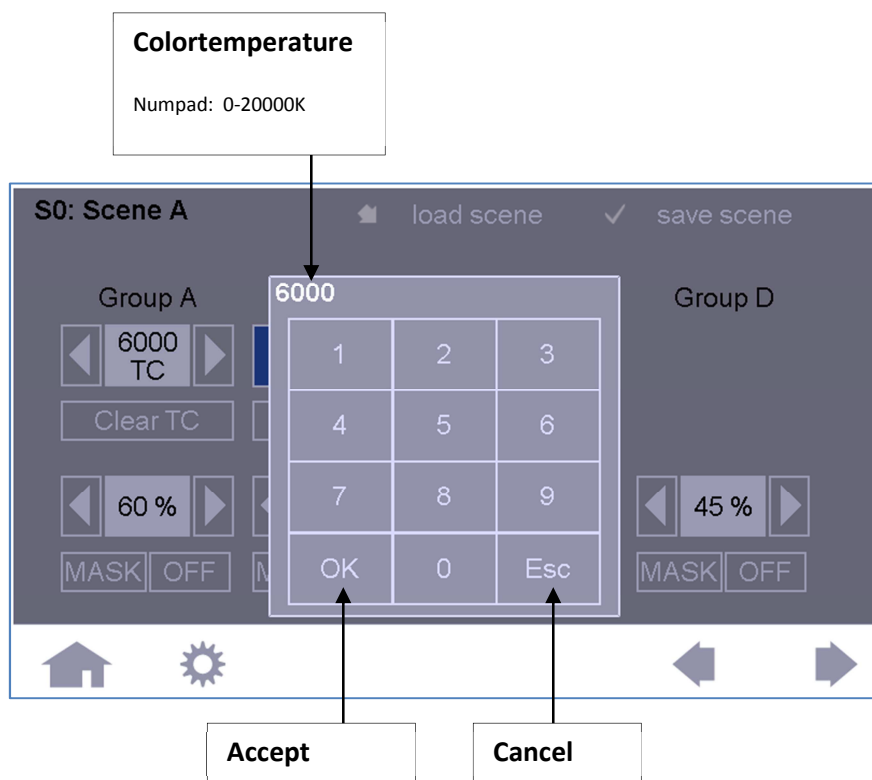 Colortemperature
Numpad: 0-20000K
S0: Scene A
load scene
save scene
Group A
6000
Group D
6000
TC
1
2
3
Clear TC
4
5
6
60 %
7
8
9
45 %
MASK
OFF
M
OK
0
Esc
MASK
OFF
Accept
Cancel